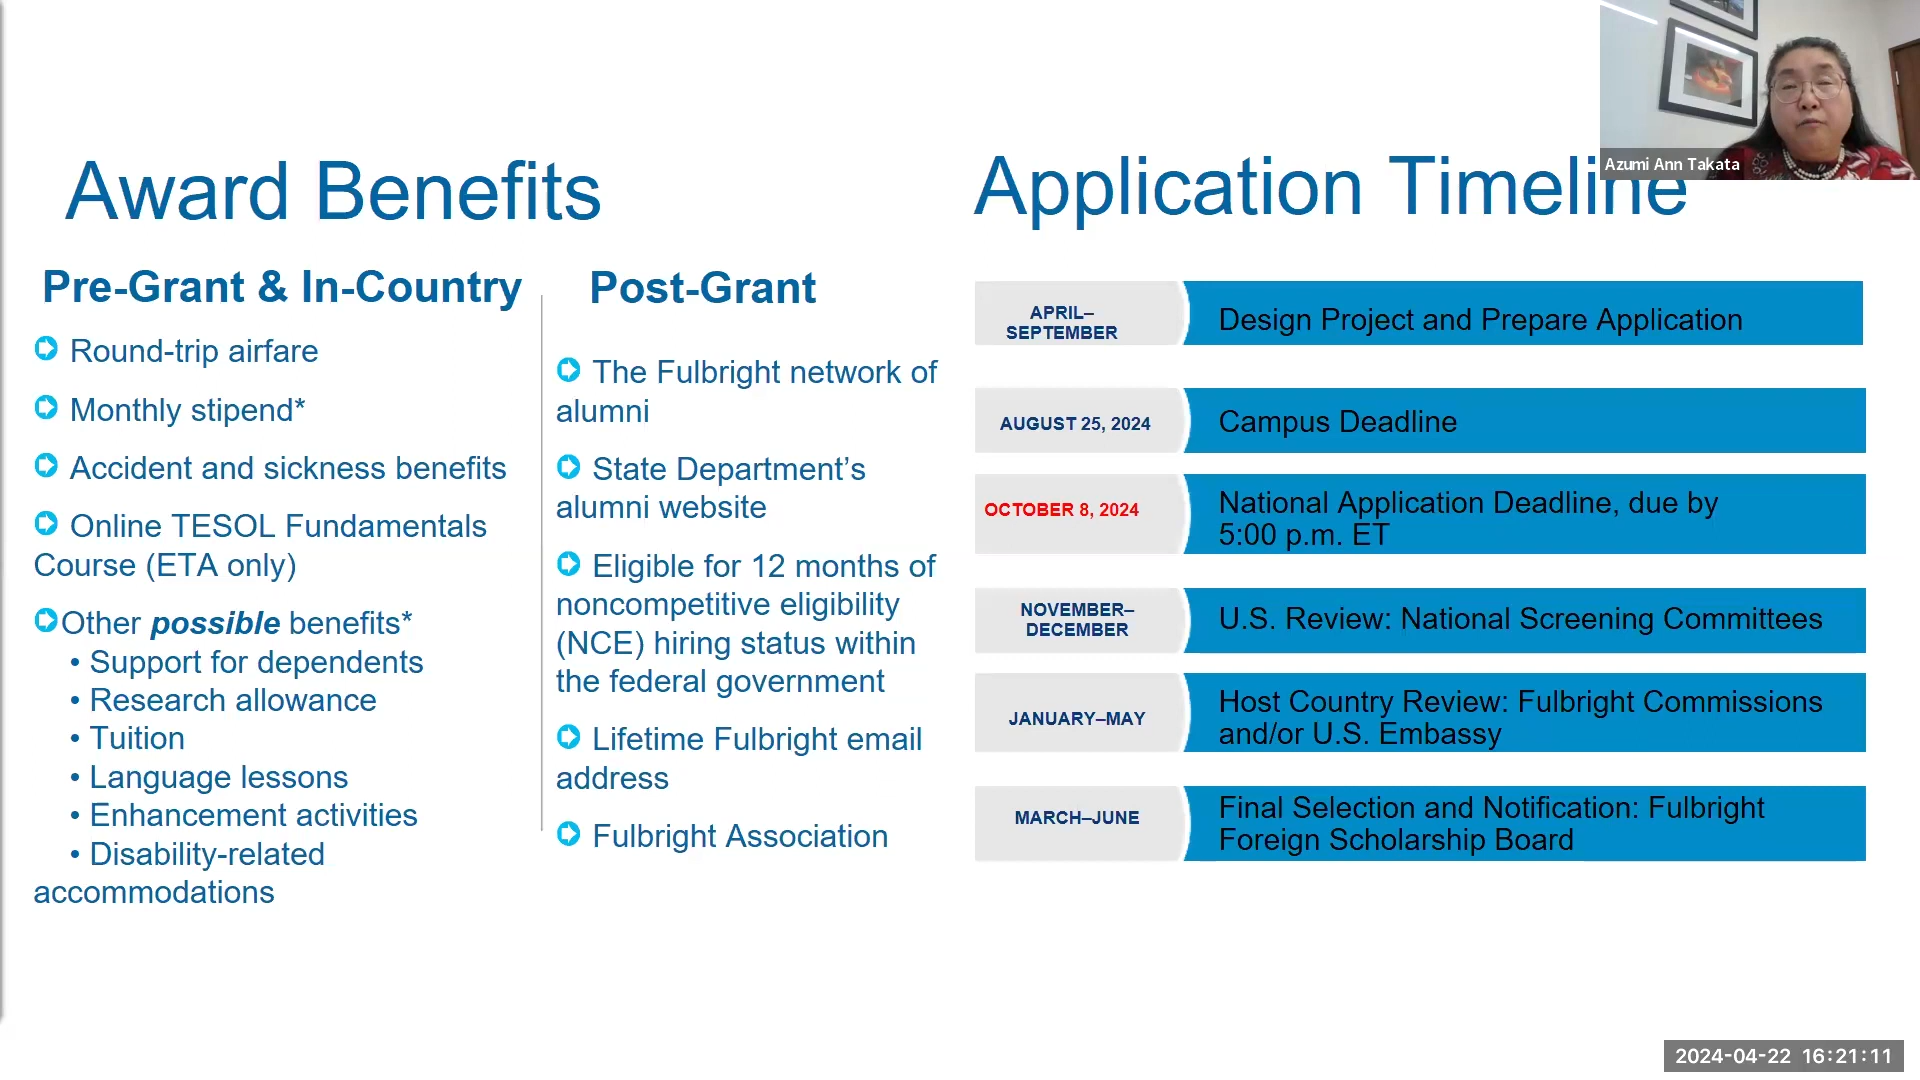 Azumi Ann Takata
Award Benefits
Pre-Grant & In-Country
Round-trip airfare
Monthly stipend*
Accident and sickness benefits
Online TESOL Fundamentals
Course (ETA only)
Other possible benefits*
• Support for dependents
• Research allowance
• Tuition
• Language lessons
• Enhancement activities
• Disability-related
accommodations
Post-Grant
The Fulbright network of
alumni
State Department’s
alumni website
Eligible for 12 months of
noncompetitive eligibility
(NCE) hiring status within
the federal government
Lifetime Fulbright email
address
Fulbright Association
Application Timeline
APRIL–
SEPTEMBER
Design Project and Prepare Application
AUGUST 25, 2024
Campus Deadline
OCTOBER 8, 2024
National Application Deadline, due by
5:00 p.m. ET
NOVEMBER–
DECEMBER
U.S. Review: National Screening Committees
JANUARY–MAY
Host Country Review: Fulbright Commissions
and/or U.S. Embassy
MARCH–JUNE
Final Selection and Notification: Fulbright
Foreign Scholarship Board
2024-04-22 16:21:11